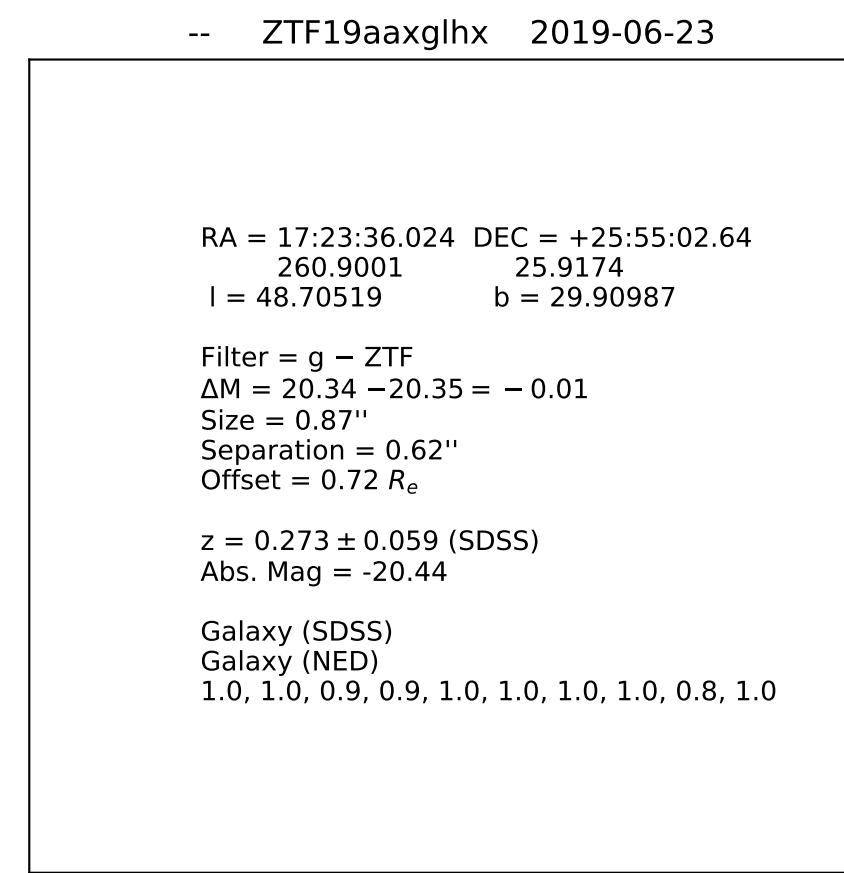 -- ZTF19aaxglhx 2019-06-23
RA = 17:23:36.024 DEC = +25:55:02.64
260.9001 25.9174
l = 48.70519 b = 29.90987
Filter = g − ZTF
ΔM = 20.34 −20.35 = − 0.01
Size = 0.87''
Separation = 0.62''
Offset = 0.72 Rₑ
z = 0.273 ± 0.059 (SDSS)
Abs. Mag = -20.44
Galaxy (SDSS)
Galaxy (NED)
1.0, 1.0, 0.9, 0.9, 1.0, 1.0, 1.0, 1.0, 0.8, 1.0